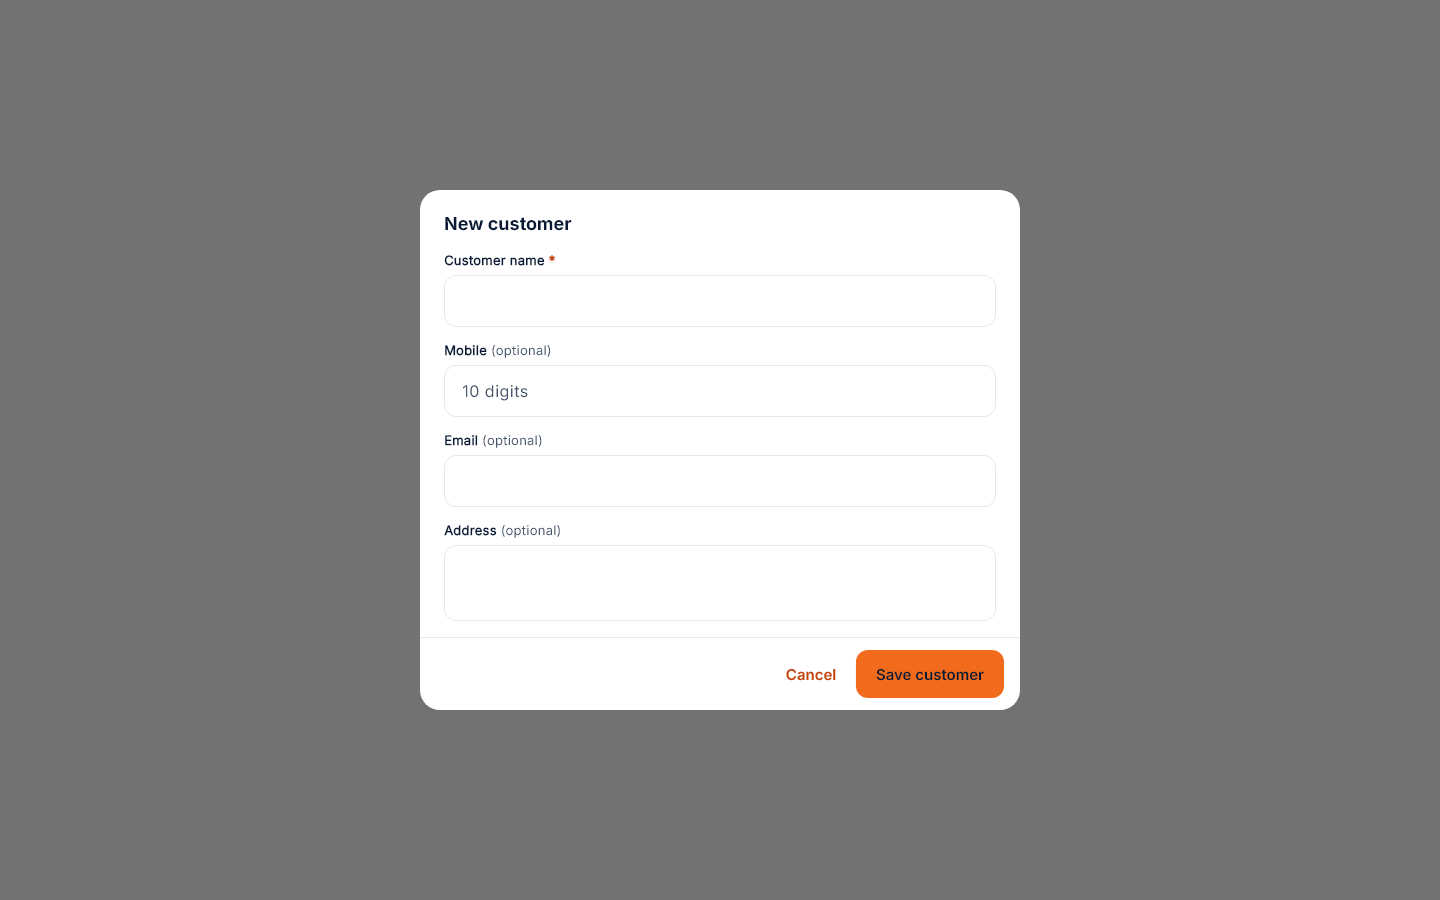 New customer
Customer name *
Mobile (optional)
10 digits
Email (optional)
Address (optional)
Cancel
Save customer